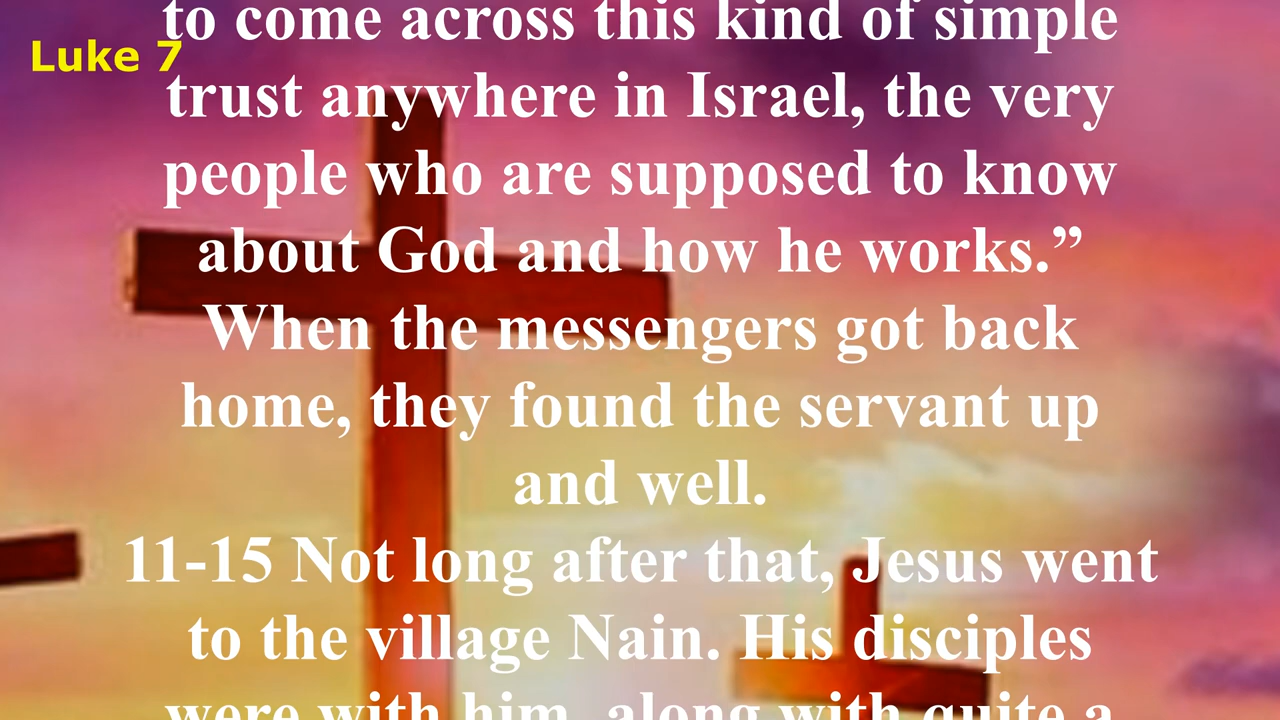 to come across this kind of simple
Luke 7
trust anywhere in Israel, the very
people who are supposed to know
about God and how he works.”
When the messengers got back
home, they found the servant up
and well.
11-15 Not long after that, Jesus went
to the village Nain. His disciples
were with him, along with quite a